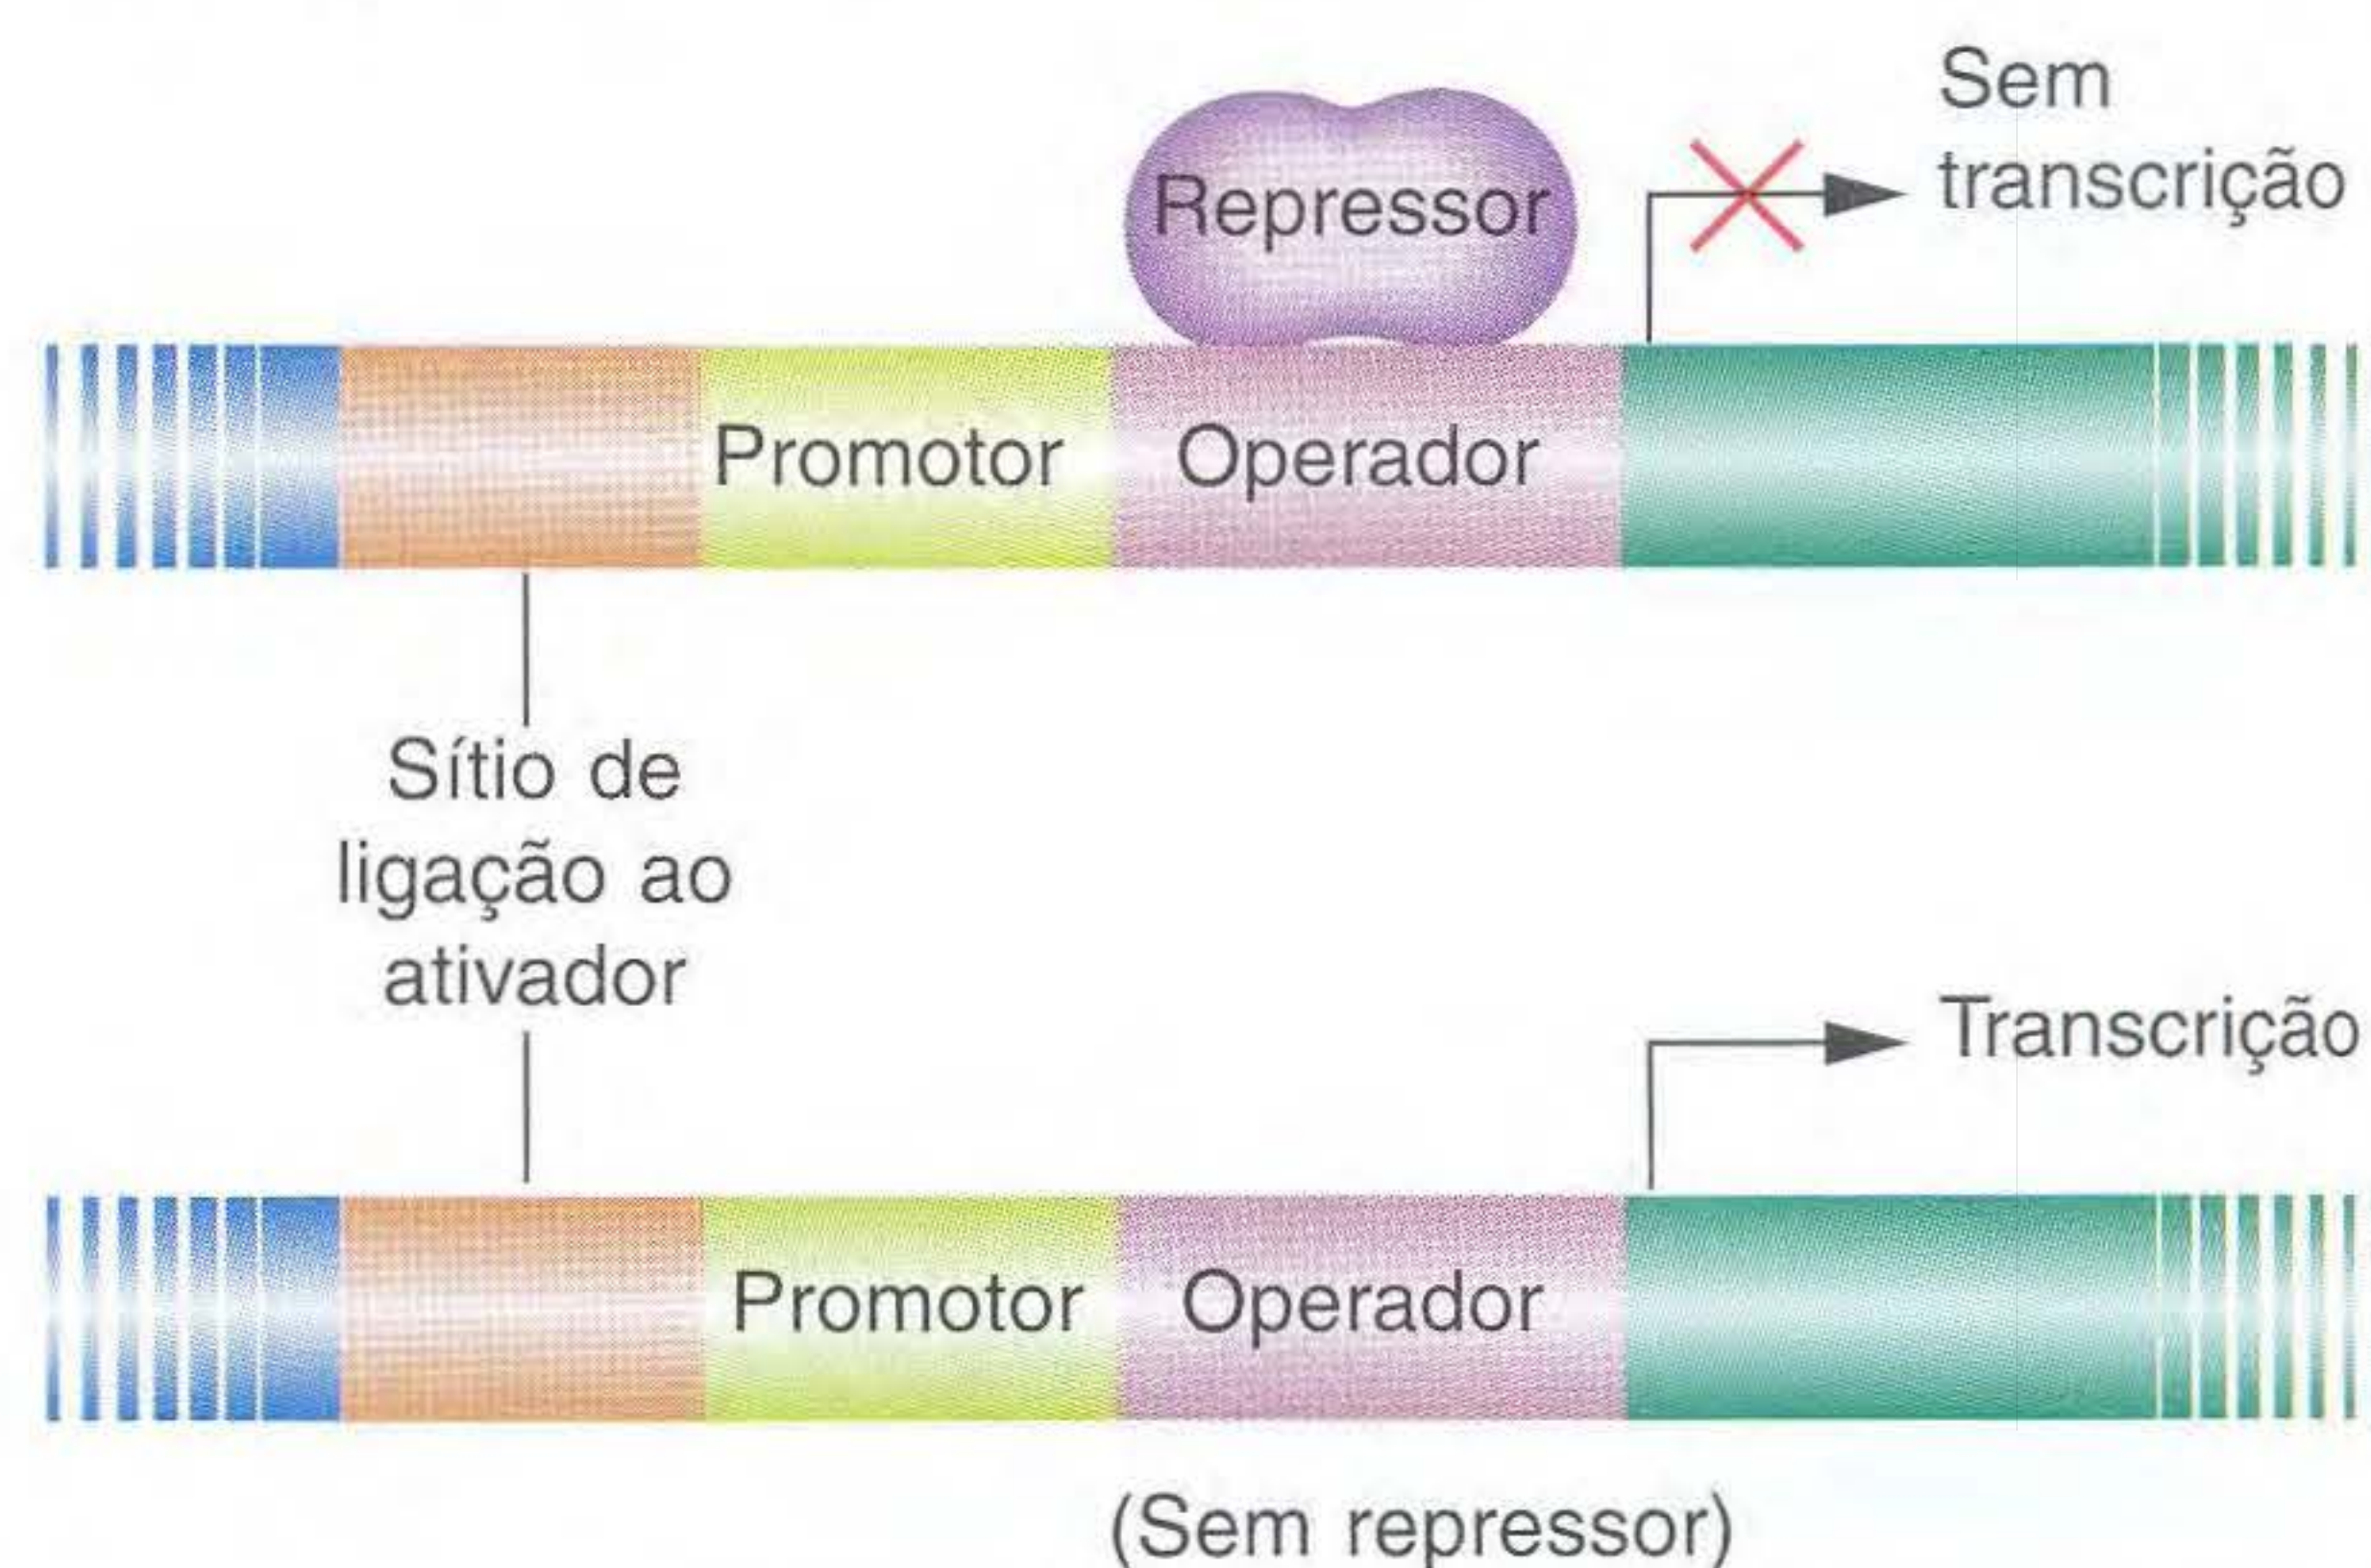 Sem
transcrição
Repressor
Promotor
Operador
Sítio de
ligação ao
ativador
Transcrição
Promotor
Operador
(Sem repressor)